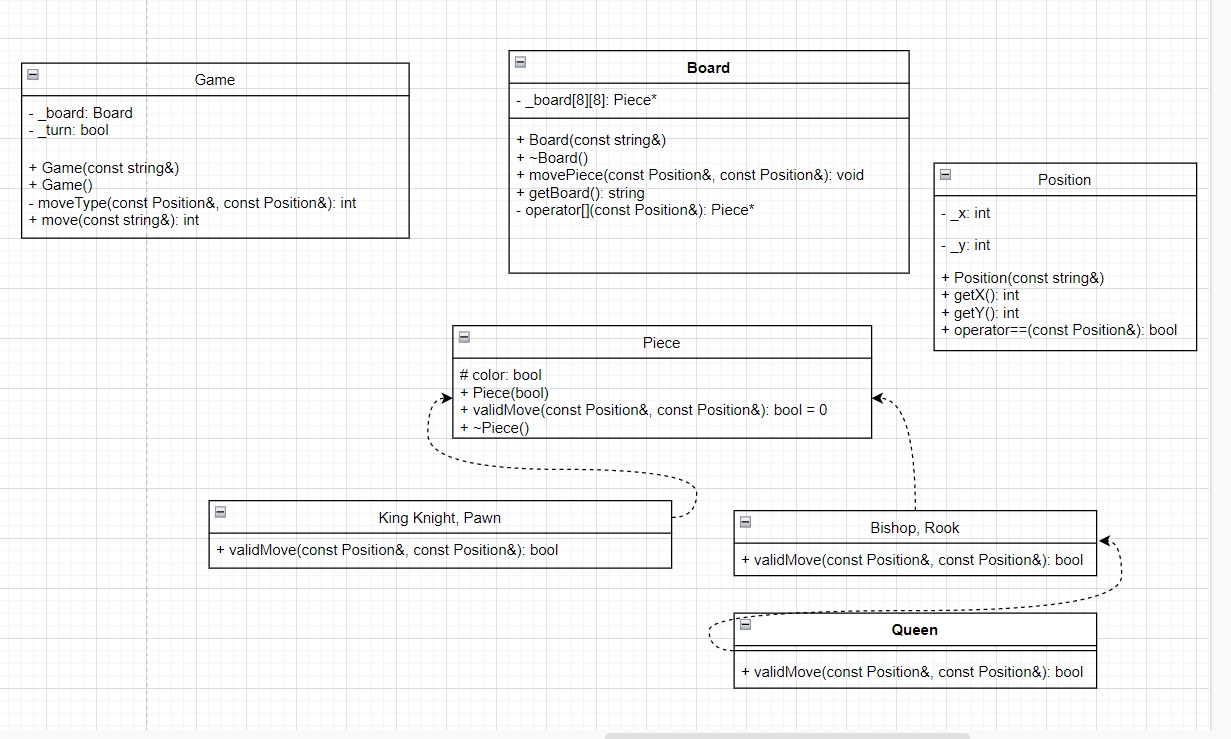 Game
- _board: Board
- _turn: bool
+ Game(const string&)
+ Game()
- moveType(const Position&, const Position&): int
+ move(const string&): int
Board
- _board[8][8]: Piece*
+ Board(const string&)
+ ~Board()
+ movePiece(const Position&, const Position&): void
+ getBoard(): string
- operator[](const Position&): Piece*
Position
- _x: int
- _y: int
+ Position(const string&)
+ getX(): int
+ getY(): int
+ operator==(const Position&): bool
Piece
# color: bool
+ Piece(bool)
+ validMove(const Position&, const Position&): bool = 0
+ ~Piece()
King Knight, Pawn
+ validMove(const Position&, const Position&): bool
Bishop, Rook
+ validMove(const Position&, const Position&): bool
Queen
+ validMove(const Position&, const Position&): bool